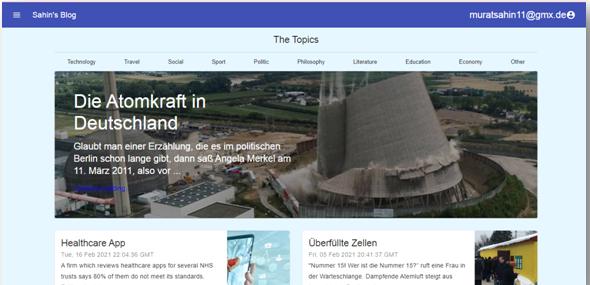 Sahin's Blog
muratsahin11@gmx.de
The Topics
Technology Travel Social Sport Politic Philosophy Literature Education Economy Other
Die Atomkraft in
Deutschland
Glaubt man einer Erzählung, die es im politischen
Berlin schon lange gibt, dann saß Angela Merkel am
11. März 2011, also vor ...
Healthcare App
Tue, 16 Feb 2021 22:04:36 GMT
A firm which reviews healthcare apps for several NHS
trusts says 80% of them do not meet its standards.
Überfüllte Zellen
Fri, 05 Feb 2021 20:41:37 GMT
"Nummer 15! Wer ist die Nummer 15?" ruft eine Frau in
der Warteschlange. Dampfende Atemluft steigt aus